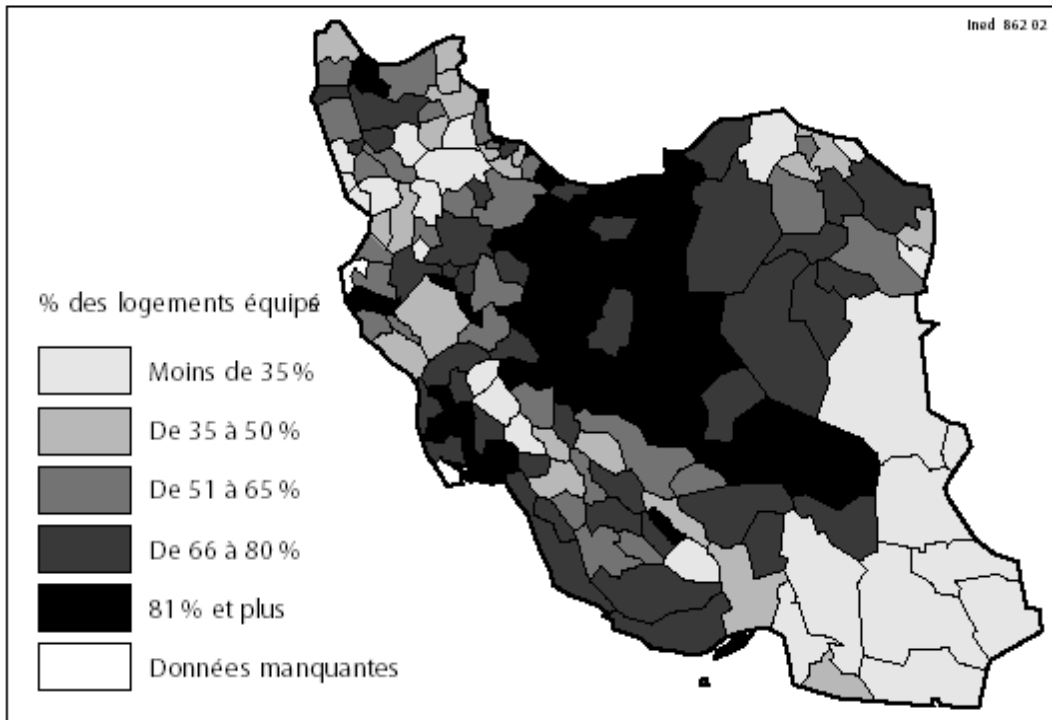 Ined 862 02
% des logements équipé
Moins de 35 %
De 35 à 50 %
De 51 à 65 %
De 66 à 80 %
81 % et plus
Données manquantes